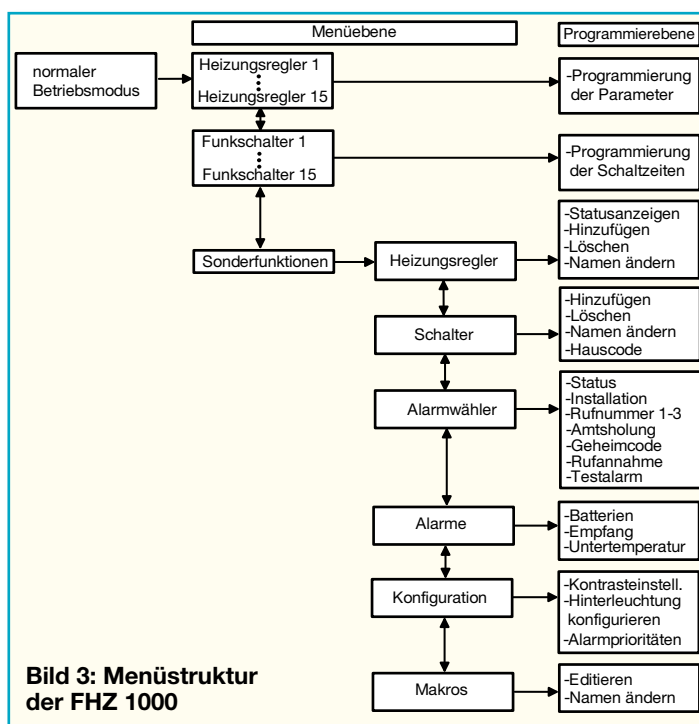 Menüebene
Programmierebene
normaler
Betriebsmodus
Heizungsregler 1
Heizungsregler 15
-Programmierung
der Parameter
Funkschalter 1
Funkschalter 15
-Programmierung
der Schaltzeiten
Sonderfunktionen
Heizungsregler
-Statusanzeigen
-Hinzufügen
-Löschen
-Namen ändern
Schalter
-Hinzufügen
-Löschen
-Namen ändern
-Hauscode
Alarmwähler
-Status
-Installation
-Rufnummer 1-3
-Amtsholung
-Geheimcode
-Rufannahme
-Testalarm
Alarme
-Batterien
-Empfang
-Untertemperatur
Konfiguration
-Kontrasteinstell.
-Hinterleuchtung
konfigurieren
-Alarmprioritäten
Makros
-Editieren
-Namen ändern
Bild 3: Menüstruktur
der FHZ 1000